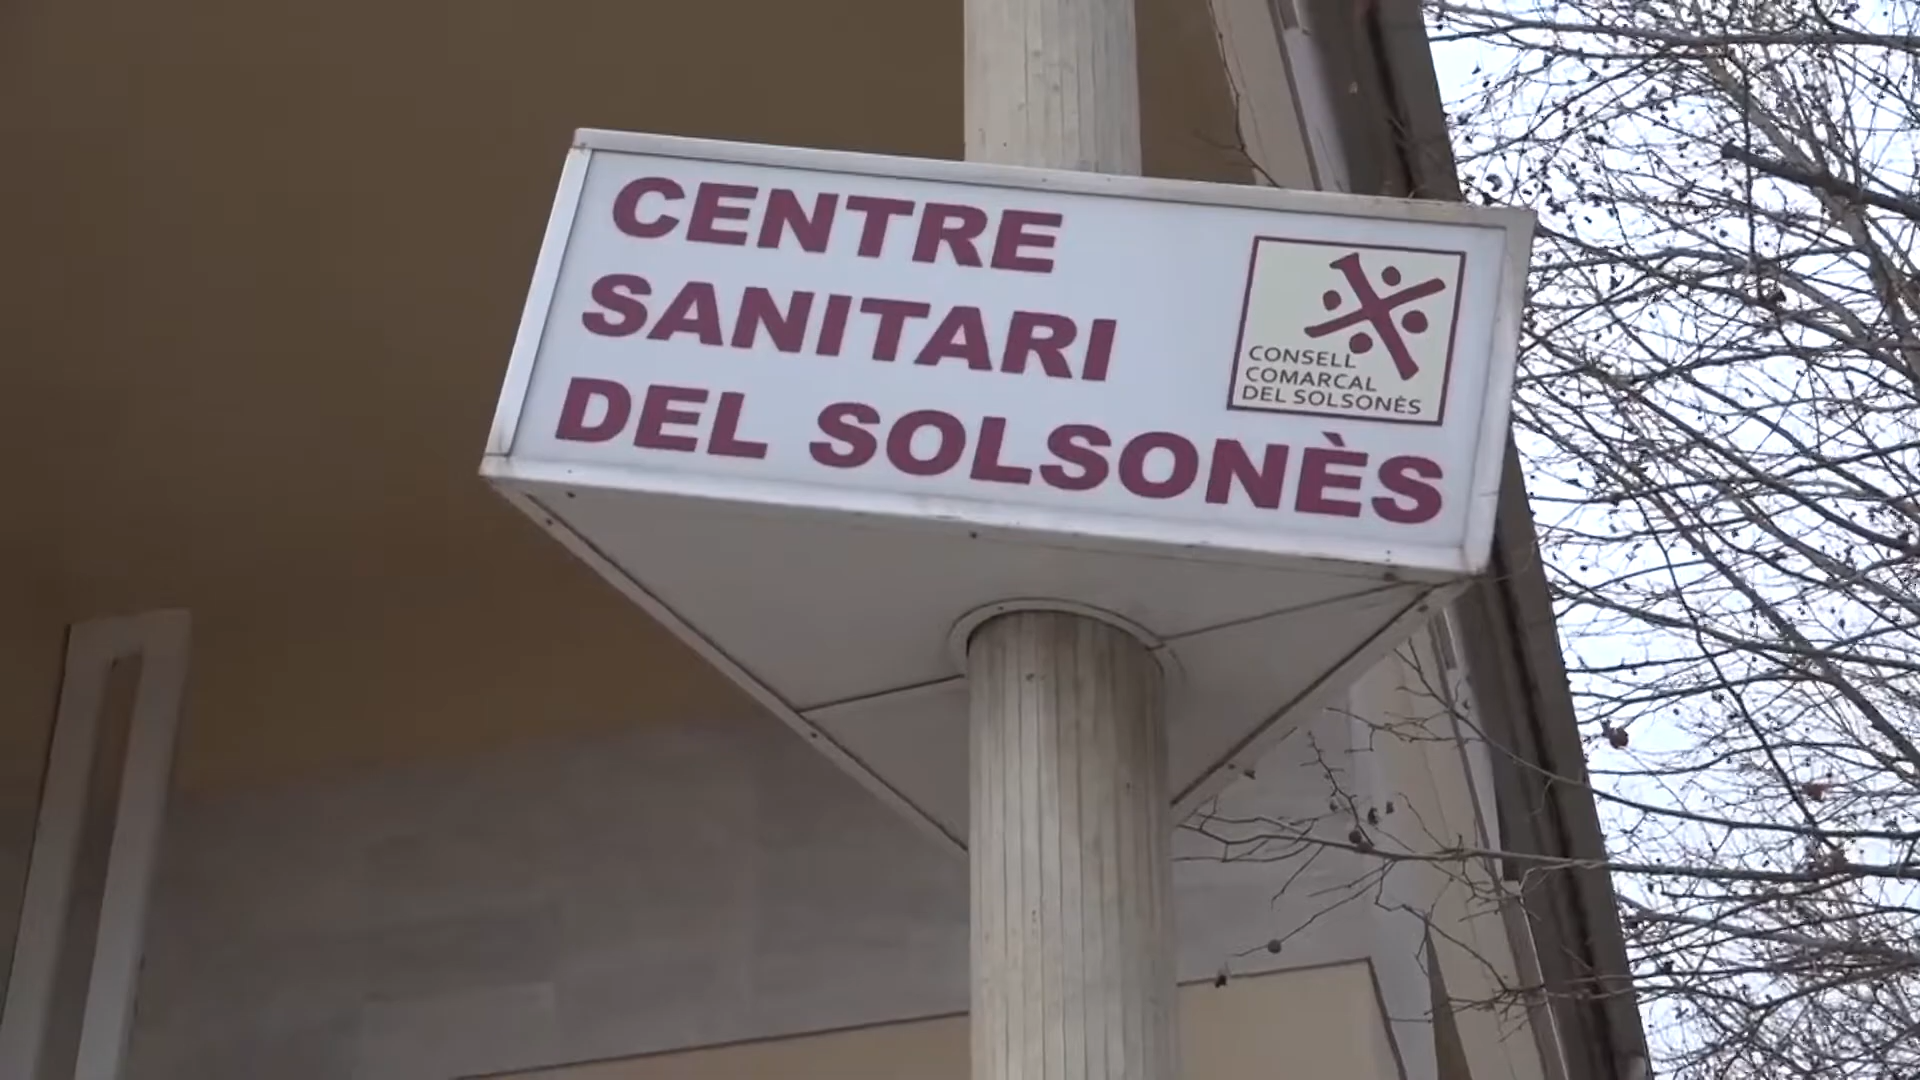 CENTRE
SANITARI
DEL SOLSONÈS
CONSELL
COMARCAL
DEL SOLSONÈS